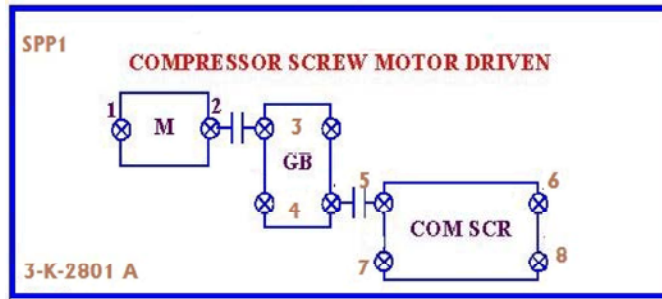 SPP1
COMPRESSOR SCREW MOTOR DRIVEN
1
2
M
3
GB
4
5
6
COM SCR
7
8
3-K-2801 A